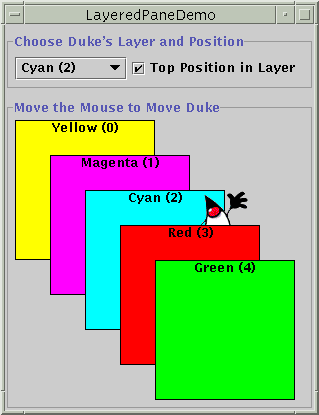 LayeredPaneDemo
Choose Duke's Layer and Position
Cyan (2)
Top Position in Layer
Move the Mouse to Move Duke
Yellow (0)
Magenta (1)
Cyan (2)
Red (3)
Green (4)